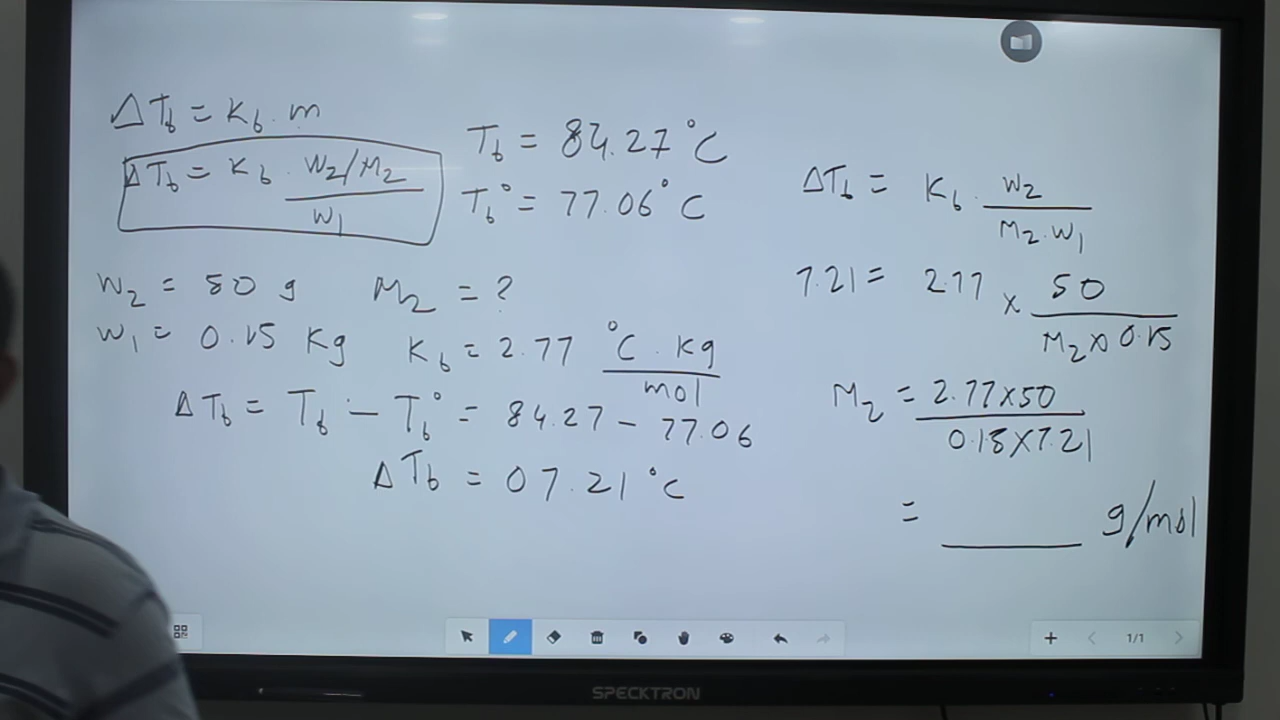 ΔTb = Kb . m
ΔTb = Kb . W2/M2 / W1
Tb = 84.27 °C
Tb° = 77.06 °C
W2 = 50 g M2 = ?
W1 = 0.15 Kg Kb = 2.77 °C . Kg / mol
ΔTb = Tb - Tb° = 84.27 - 77.06
ΔTb = 07.21 °C
ΔTb = Kb . W2 / M2 . W1
7.21 = 2.77 x 50 / M2 x 0.15
M2 = 2.77x50 / 0.15x7.21
= ____ g/mol
1/1
SPECKTRON